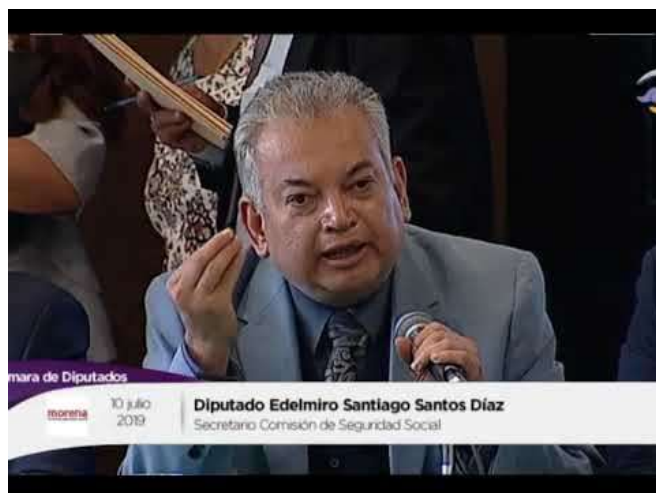 mara de Diputados
morena
10 julio
2019
Diputado Edelmiro Santiago Santos Díaz
Secretario Comisión de Seguridad Social